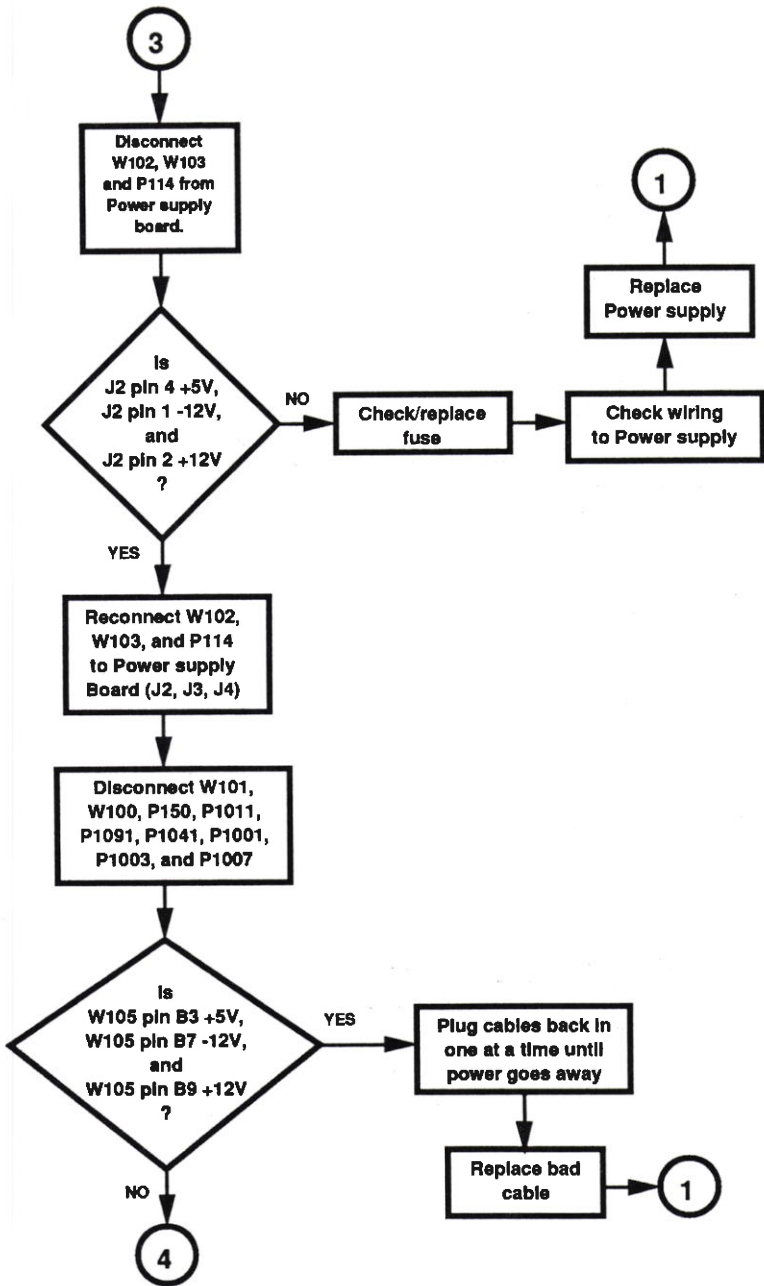 3
Disconnect
W102, W103
and P114 from
Power supply
board.
Is
J2 pin 4 +5V,
J2 pin 1 -12V,
and
J2 pin 2 +12V
?
NO
Check/replace
fuse
Check wiring
to Power supply
Replace
Power supply
1
YES
Reconnect W102,
W103, and P114
to Power supply
Board (J2, J3, J4)
Disconnect W101,
W100, P150, P1011,
P1091, P1041, P1001,
P1003, and P1007
Is
W105 pin B3 +5V,
W105 pin B7 -12V,
and
W105 pin B9 +12V
?
YES
Plug cables back in
one at a time until
power goes away
Replace bad
cable
1
NO
4